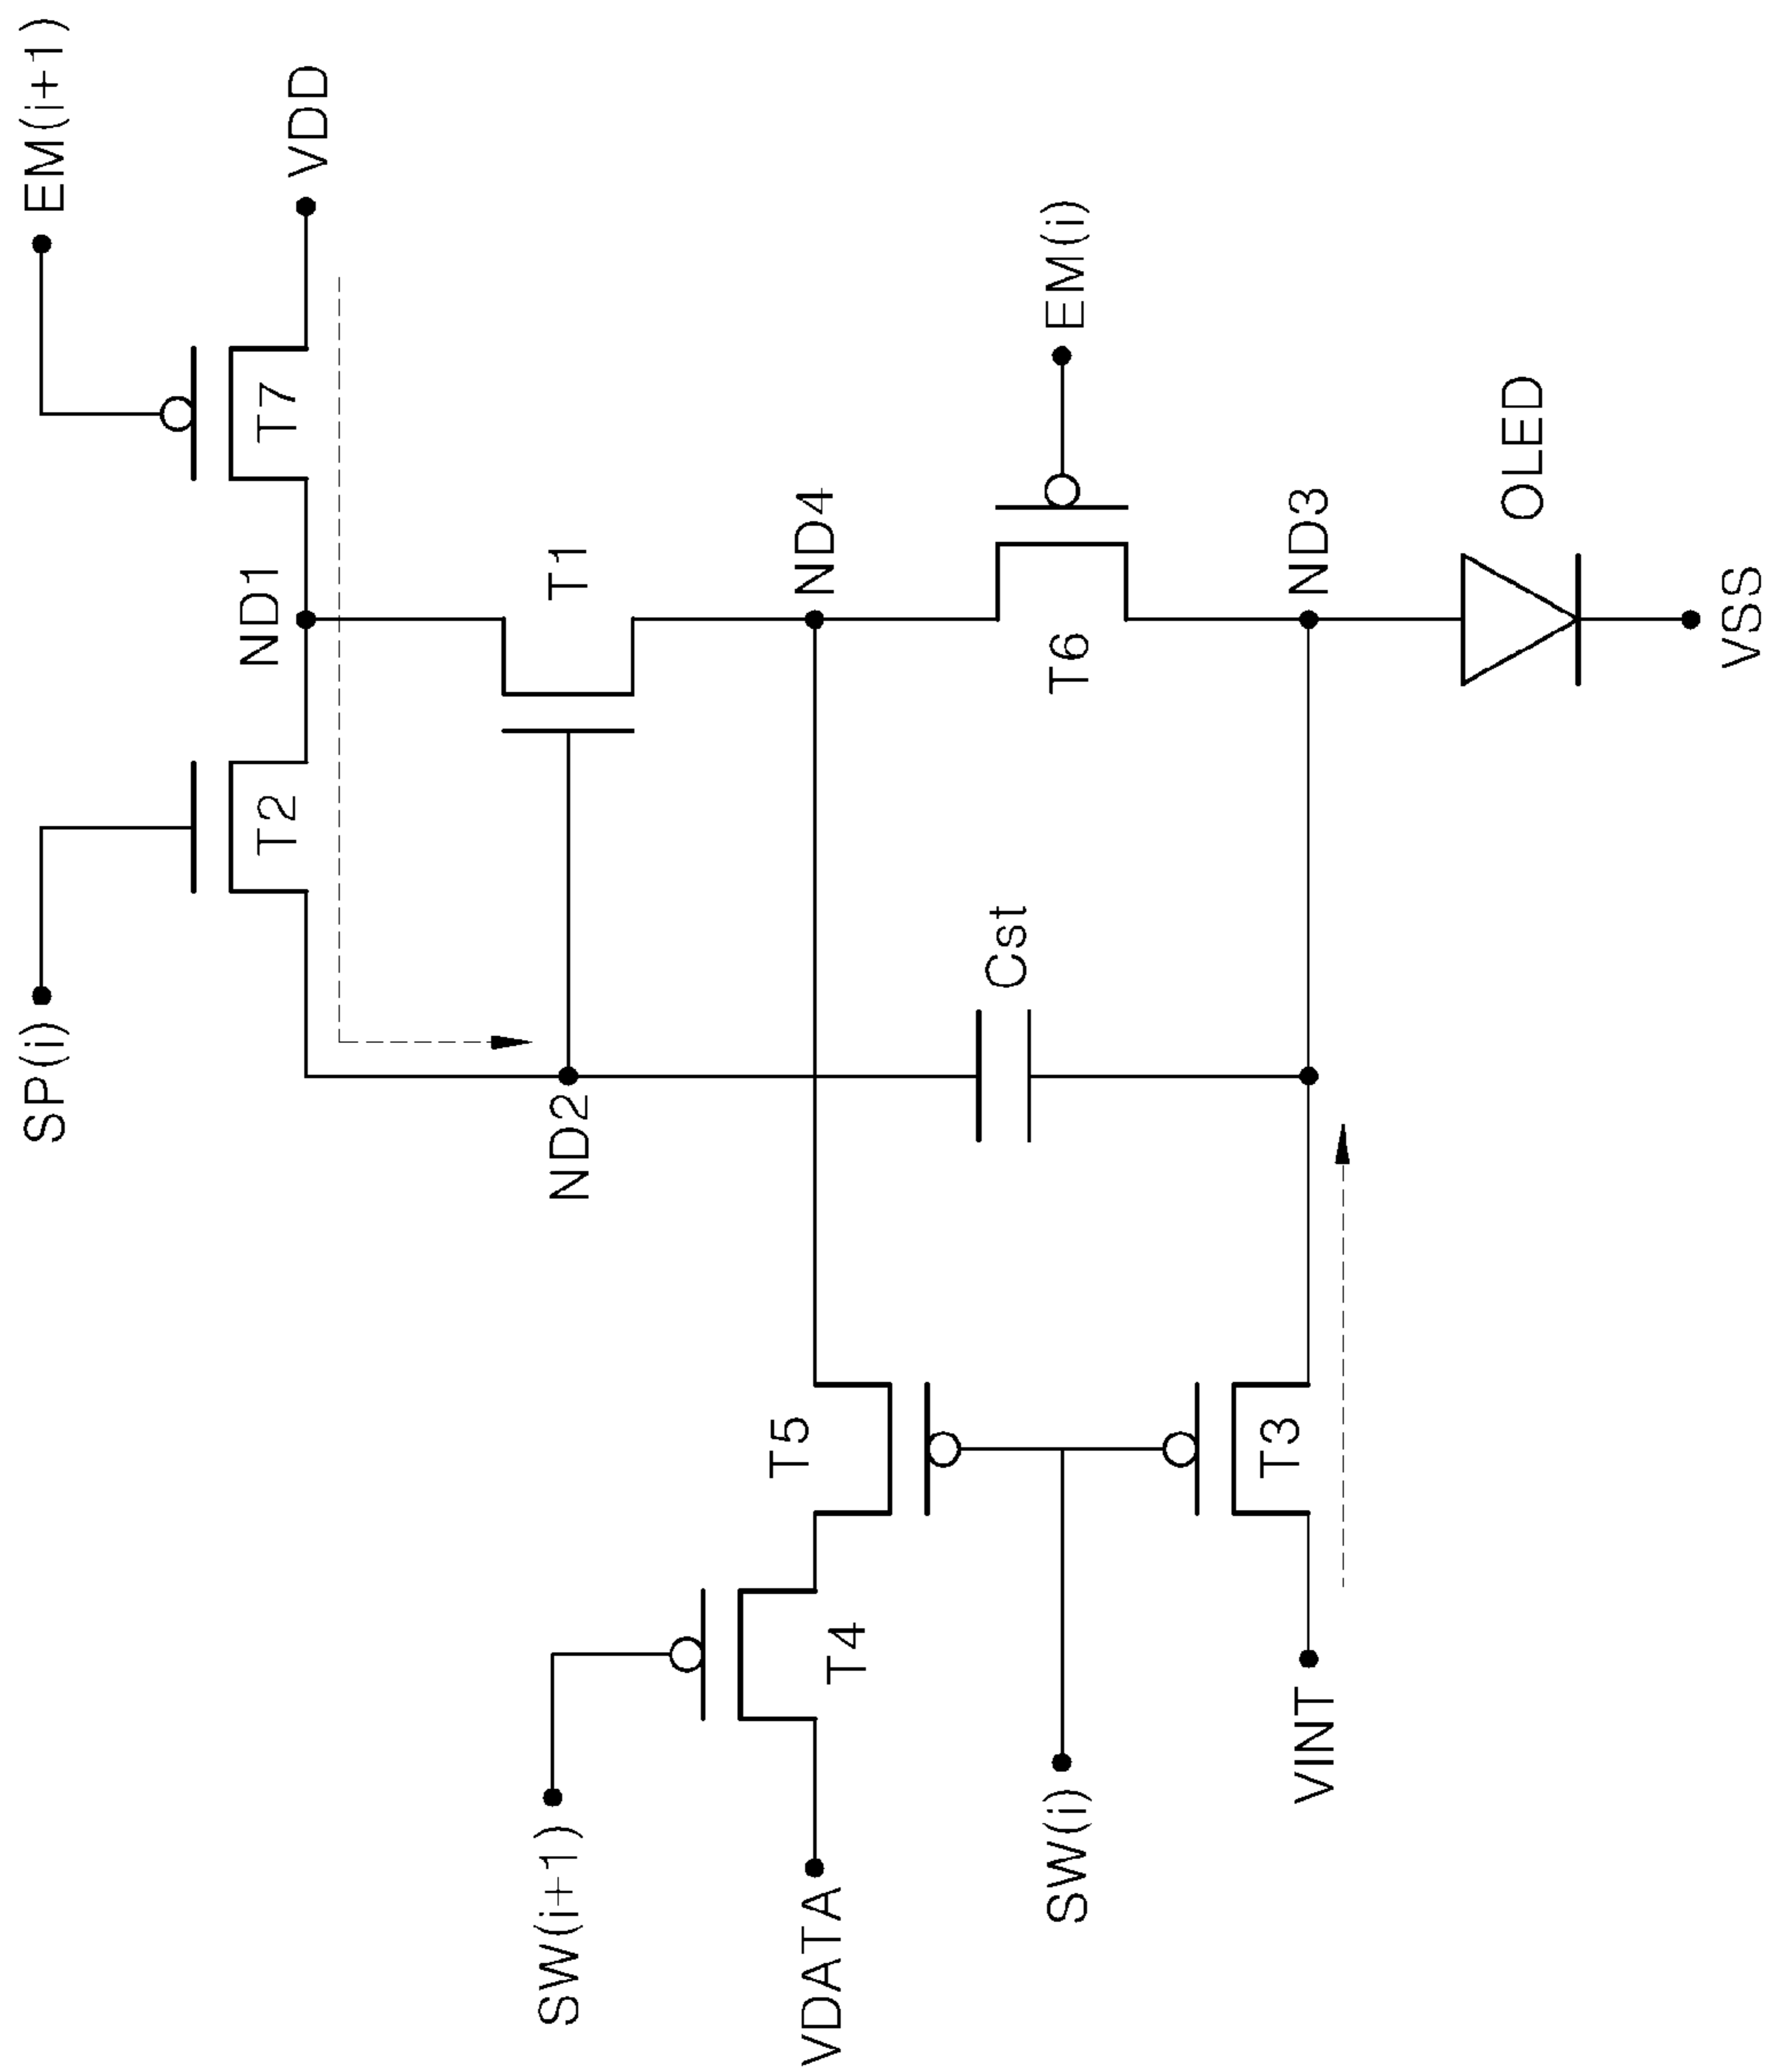 EM(i+1)
VDD
SP(i)
T7
T2
ND1
T1
ND2
ND4
EM(i)
T6
Cst
ND3
OLED
VSS
T5
T4
T3
SW(i+1)
VDATA
SW(i)
VINT